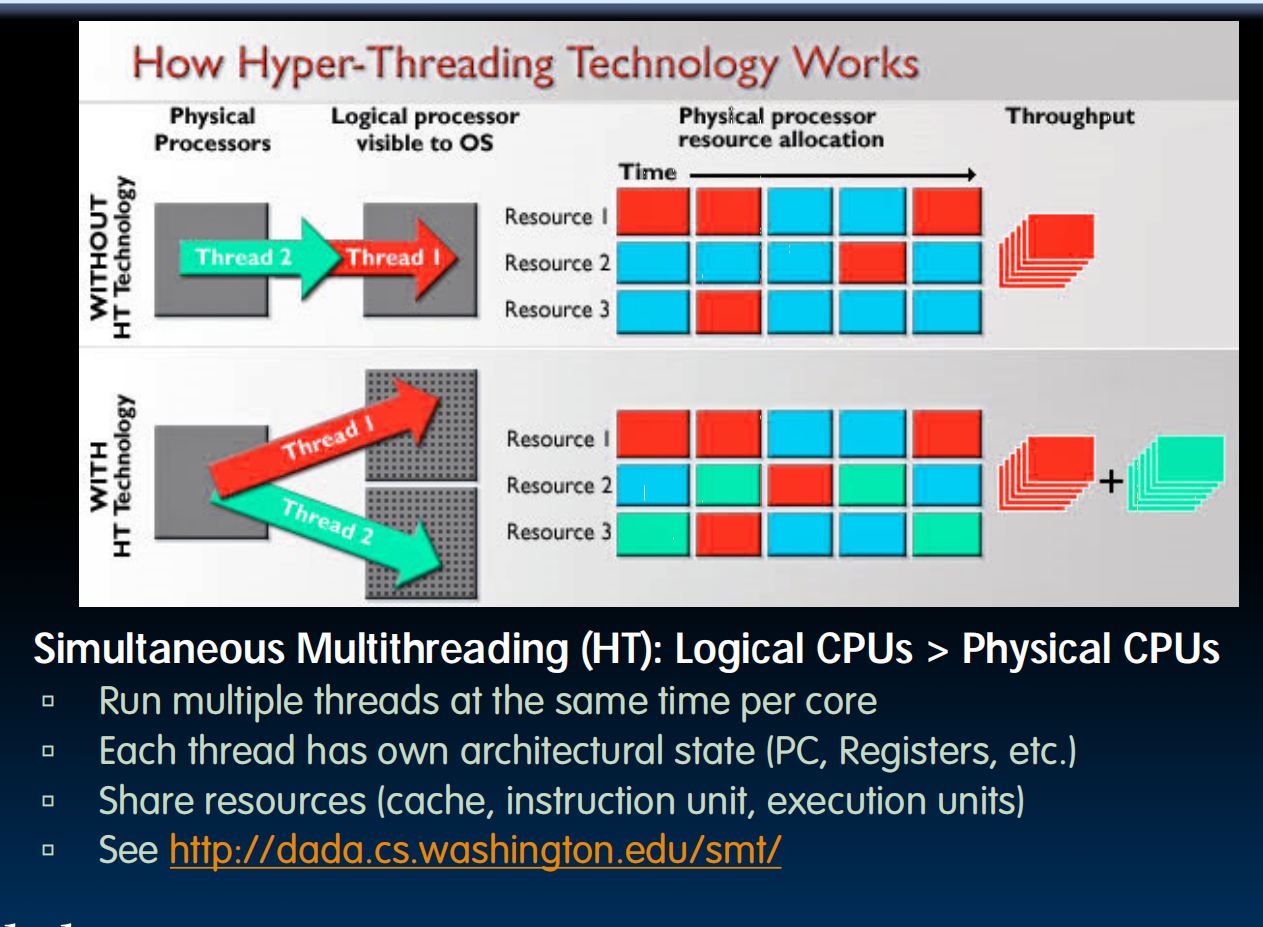 How Hyper-Threading Technology Works
Physical
Processors
Logical processor
visible to OS
Physical processor
resource allocation
Throughput
Time
WITHOUT
HT Technology
Thread 2
Thread 1
Resource 1
Resource 2
Resource 3
WITH
HT Technology
Thread 1
Thread 2
Resource 1
Resource 2
Resource 3
+
Simultaneous Multithreading (HT): Logical CPUs > Physical CPUs
Run multiple threads at the same time per core
Each thread has own architectural state (PC, Registers, etc.)
Share resources (cache, instruction unit, execution units)
See http://dada.cs.washington.edu/smt/